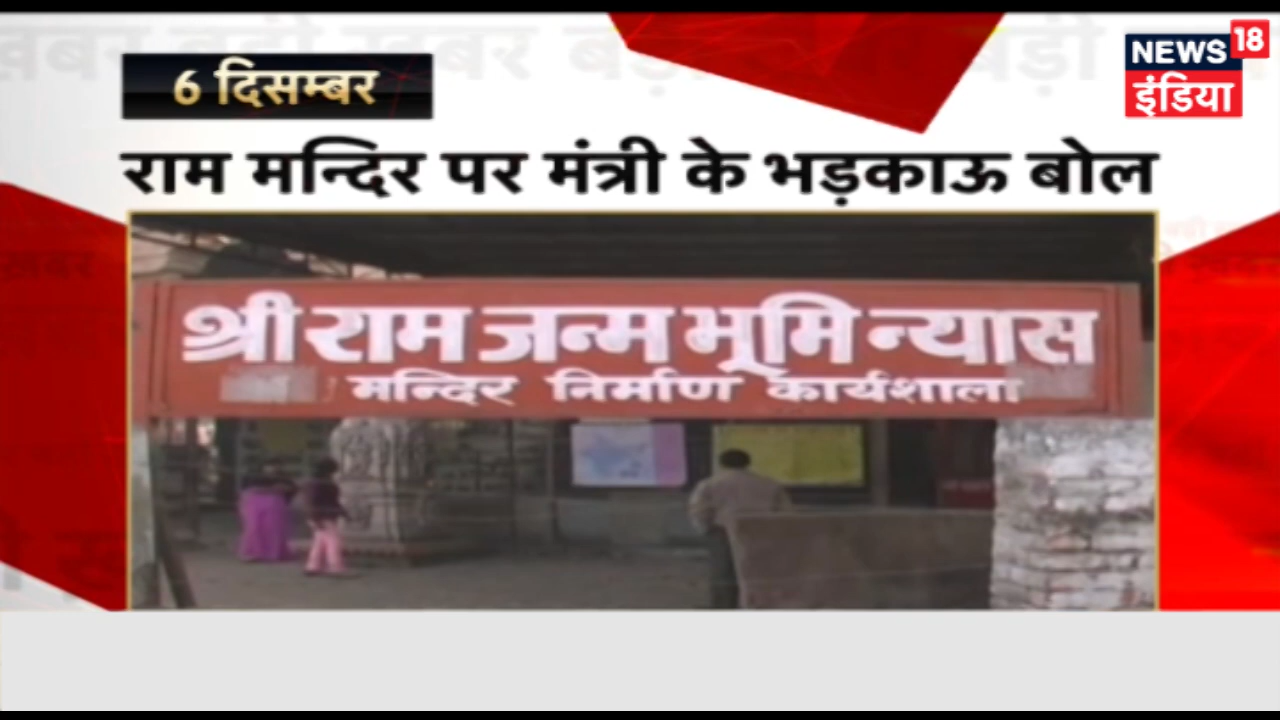 NEWS 18
इंडिया
6 दिसम्बर
राम मन्दिर पर मंत्री के भड़काऊ बोल
श्री राम जन्म भूमि न्यास
मन्दिर निर्माण कार्यशाला